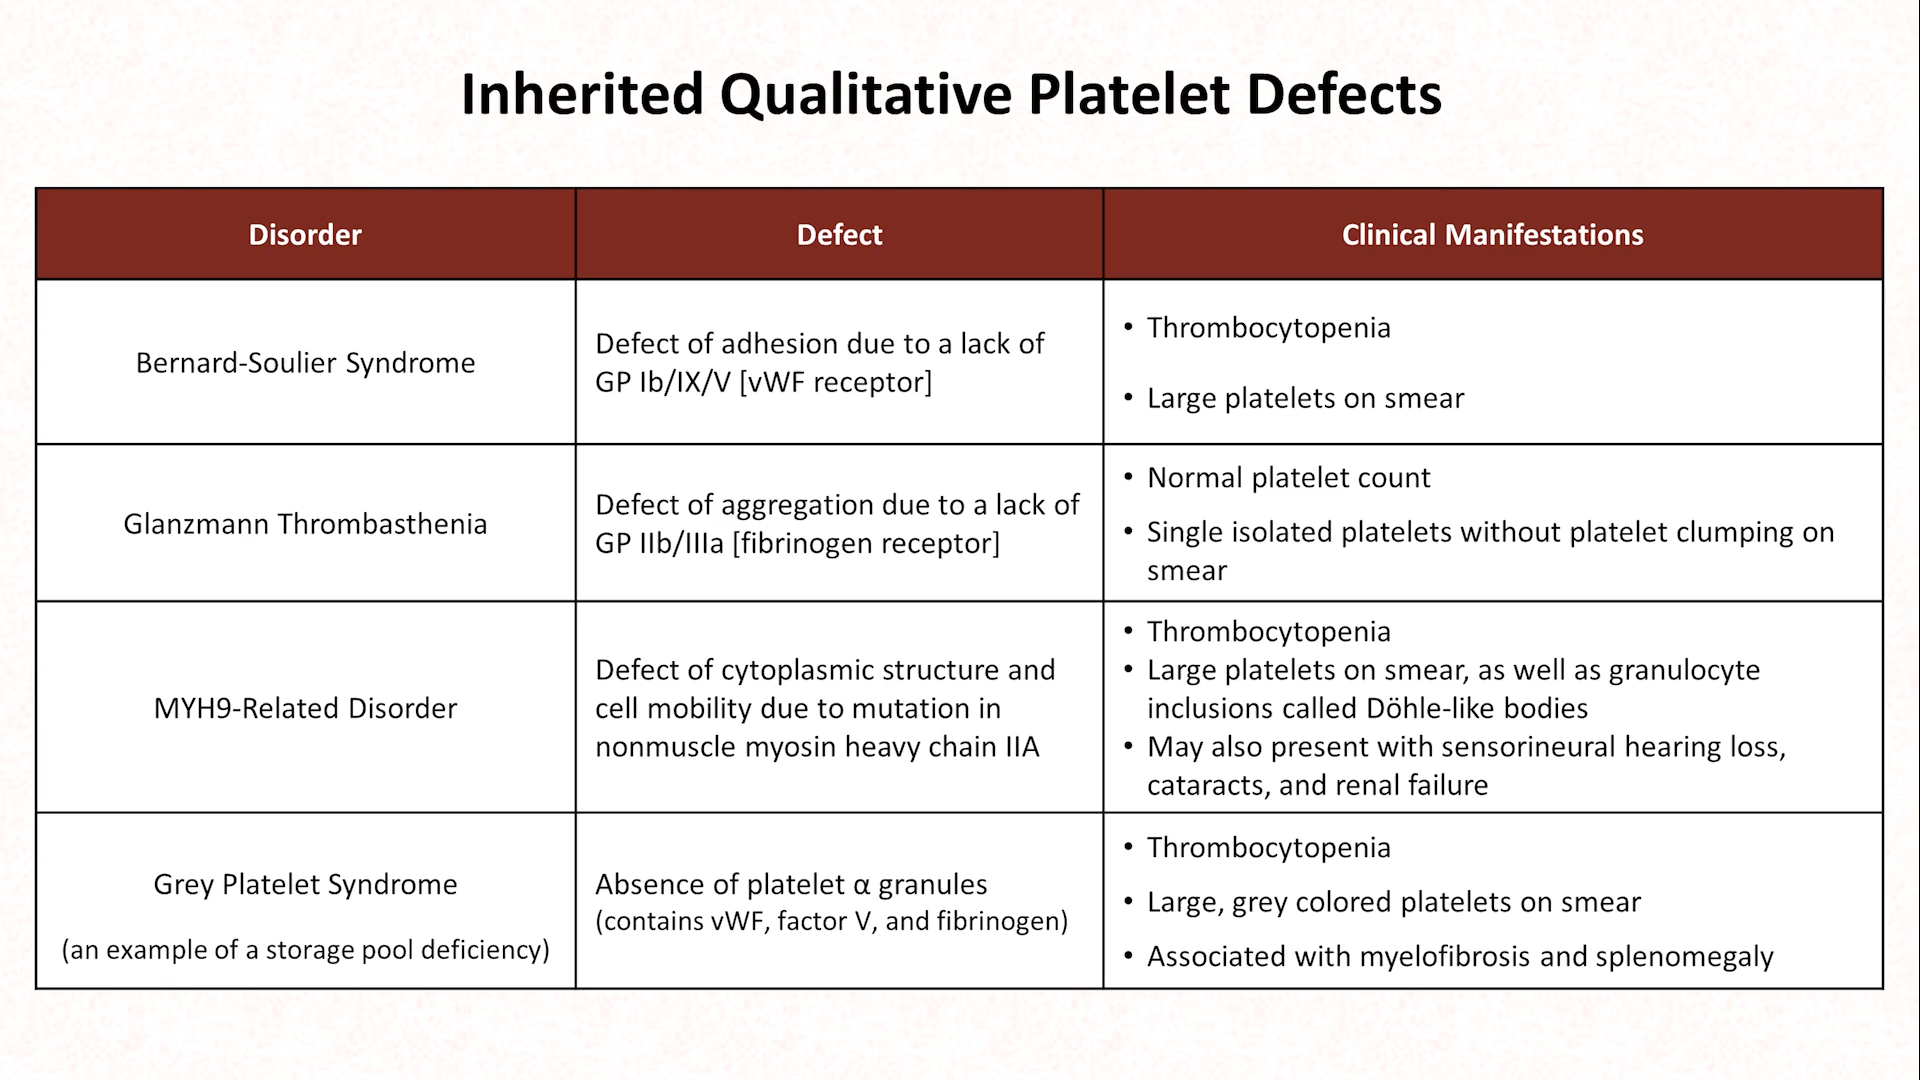 Inherited Qualitative Platelet Defects
Disorder
Defect
Clinical Manifestations
Bernard-Soulier Syndrome
Defect of adhesion due to a lack of
GP Ib/IX/V [vWF receptor]
• Thrombocytopenia
• Large platelets on smear
Glanzmann Thrombasthenia
Defect of aggregation due to a lack of
GP IIb/IIIa [fibrinogen receptor]
• Normal platelet count
• Single isolated platelets without platelet clumping on
smear
MYH9-Related Disorder
Defect of cytoplasmic structure and
cell mobility due to mutation in
nonmuscle myosin heavy chain IIA
• Thrombocytopenia
• Large platelets on smear, as well as granulocyte
inclusions called Döhle-like bodies
• May also present with sensorineural hearing loss,
cataracts, and renal failure
Grey Platelet Syndrome
(an example of a storage pool deficiency)
Absence of platelet α granules
(contains vWF, factor V, and fibrinogen)
• Thrombocytopenia
• Large, grey colored platelets on smear
• Associated with myelofibrosis and splenomegaly